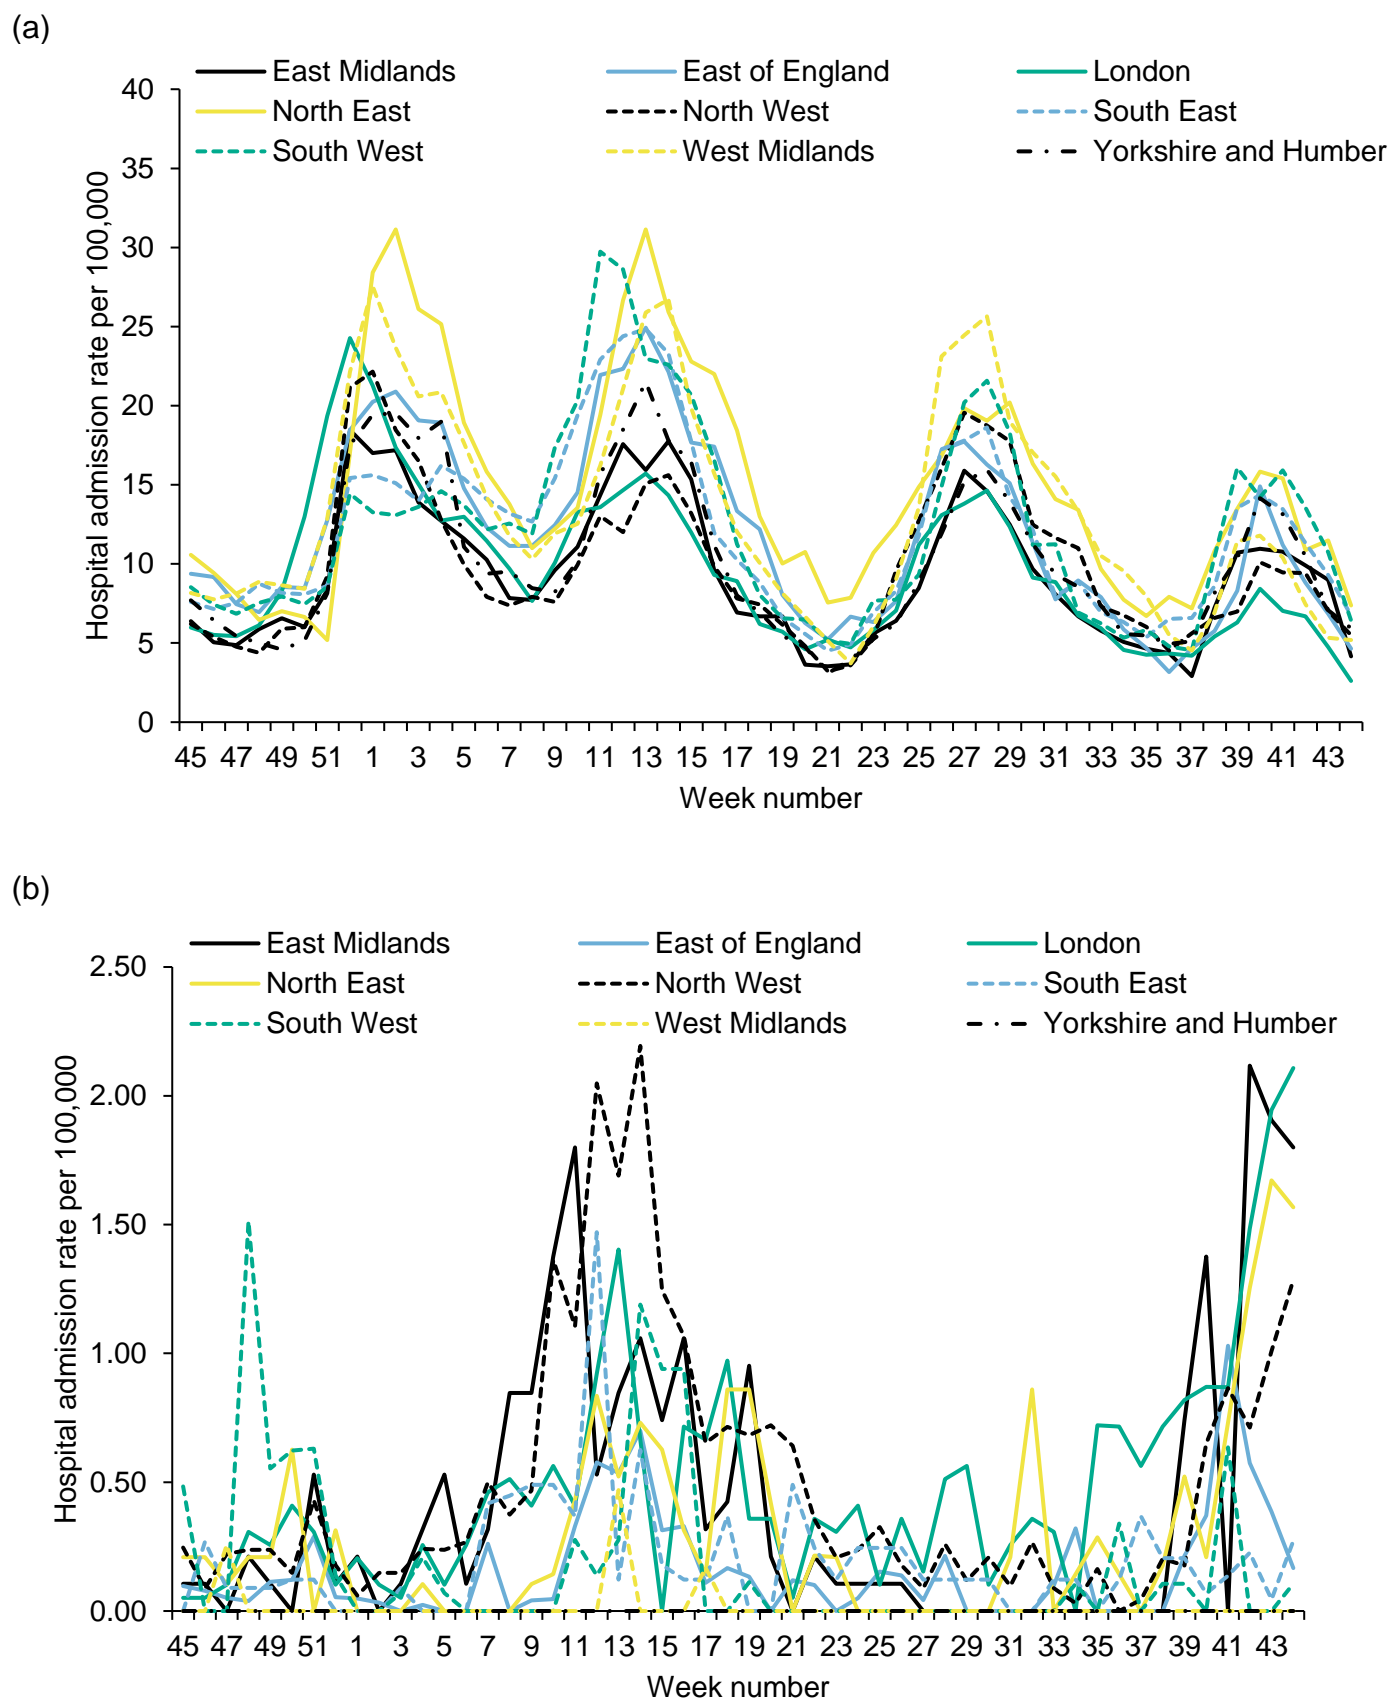 (a)
East Midlands East of England London
North East North West South East
South West West Midlands Yorkshire and Humber
40
35
30
25
20
15
10
5
0
Hospital admission rate per 100,000
45 47 49 51 1 3 5 7 9 11 13 15 17 19 21 23 25 27 29 31 33 35 37 39 41 43
Week number
(b)
East Midlands East of England London
North East North West South East
South West West Midlands Yorkshire and Humber
2.50
2.00
1.50
1.00
0.50
0.00
Hospital admission rate per 100,000
45 47 49 51 1 3 5 7 9 11 13 15 17 19 21 23 25 27 29 31 33 35 37 39 41 43
Week number